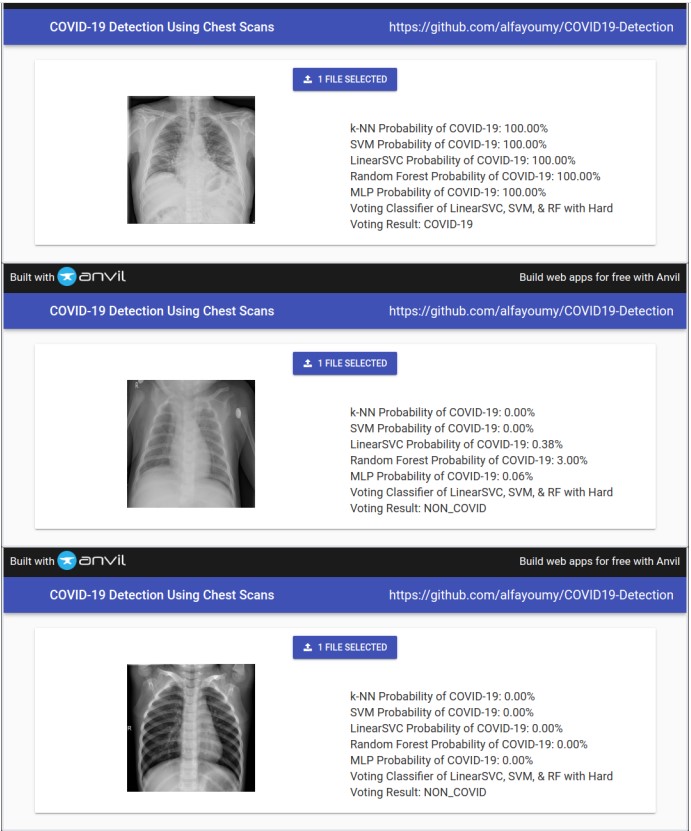 COVID-19 Detection Using Chest Scans https://github.com/alfayoumy/COVID19-Detection
1 FILE SELECTED
k-NN Probability of COVID-19: 100.00%
SVM Probability of COVID-19: 100.00%
LinearSVC Probability of COVID-19: 100.00%
Random Forest Probability of COVID-19: 100.00%
MLP Probability of COVID-19: 100.00%
Voting Classifier of LinearSVC, SVM, & RF with Hard
Voting Result: COVID-19
Built with anvil Build web apps for free with Anvil
COVID-19 Detection Using Chest Scans https://github.com/alfayoumy/COVID19-Detection
1 FILE SELECTED
k-NN Probability of COVID-19: 0.00%
SVM Probability of COVID-19: 0.00%
LinearSVC Probability of COVID-19: 0.38%
Random Forest Probability of COVID-19: 3.00%
MLP Probability of COVID-19: 0.06%
Voting Classifier of LinearSVC, SVM, & RF with Hard
Voting Result: NON_COVID
Built with anvil Build web apps for free with Anvil
COVID-19 Detection Using Chest Scans https://github.com/alfayoumy/COVID19-Detection
1 FILE SELECTED
R
k-NN Probability of COVID-19: 0.00%
SVM Probability of COVID-19: 0.00%
LinearSVC Probability of COVID-19: 0.00%
Random Forest Probability of COVID-19: 0.00%
MLP Probability of COVID-19: 0.00%
Voting Classifier of LinearSVC, SVM, & RF with Hard
Voting Result: NON_COVID